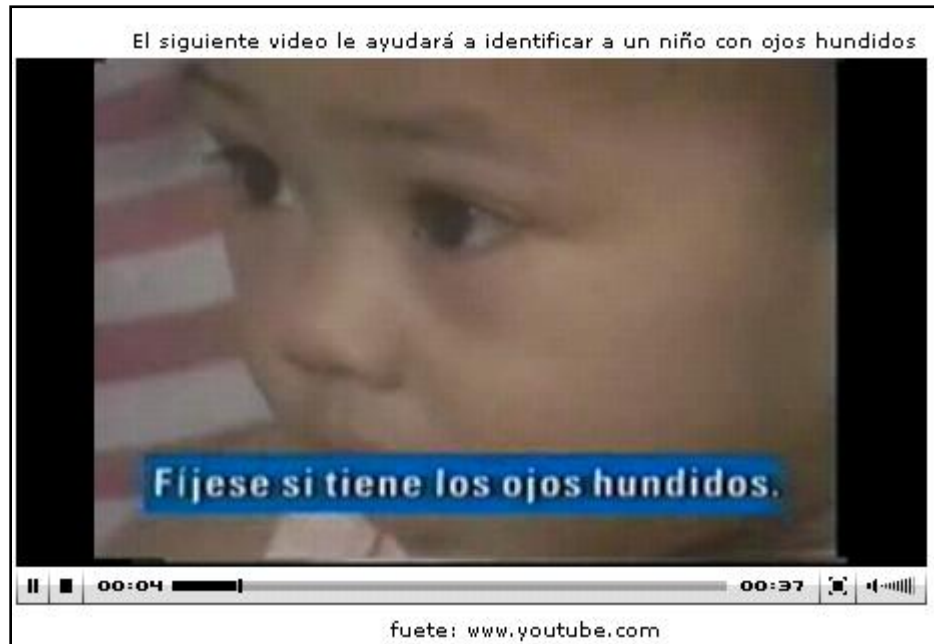 El siguiente video le ayudará a identificar a un niño con ojos hundidos
Fíjese si tiene los ojos hundidos.
00:04 00:37
fuete: www.youtube.com